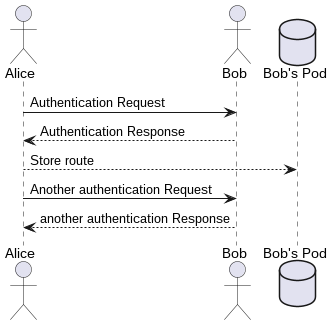 Alice
Bob
Bob's Pod
Authentication Request
Authentication Response
Store route
Another authentication Request
another authentication Response
Alice
Bob
Bob's Pod